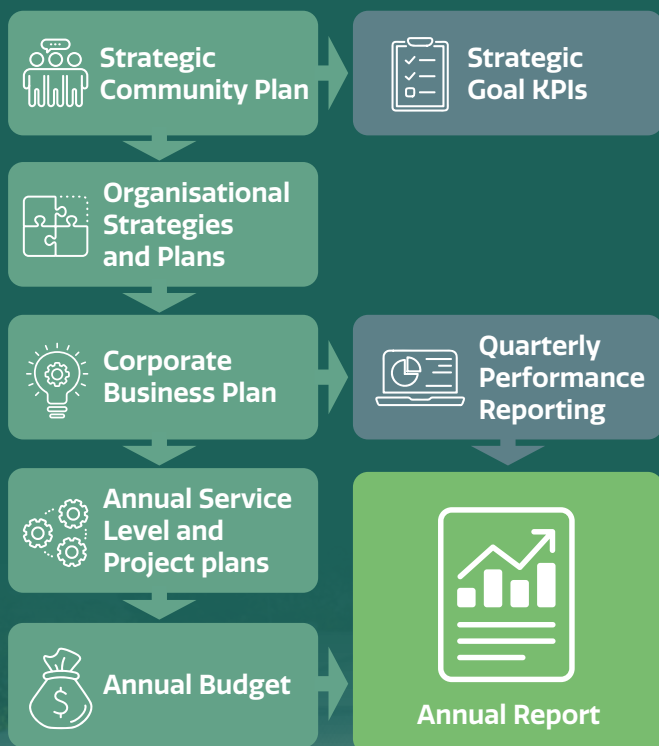 Strategic
Community Plan
Strategic
Goal KPIs
Organisational
Strategies
and Plans
Corporate
Business Plan
Quarterly
Performance
Reporting
Annual Service
Level and
Project plans
$
Annual Budget
Annual Report